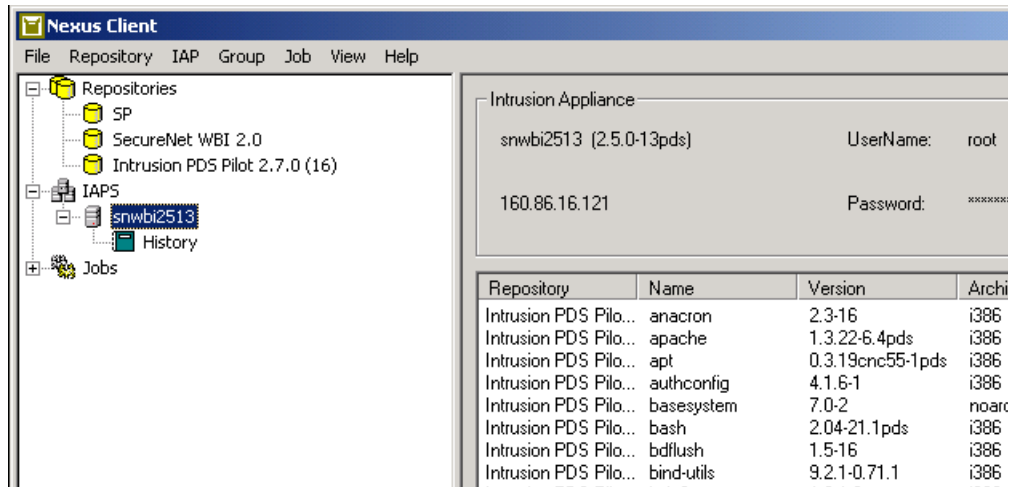 Nexus Client
File Repository IAP Group Job View Help
Repositories
SP
SecureNet WBI 2.0
Intrusion PDS Pilot 2.7.0 (16)
IAPS
snwbi2513
History
Jobs
Intrusion Appliance
snwbi2513 (2.5.0-13pds) UserName: root
160.86.16.121 Password: *******
Repository Name Version Archi
Intrusion PDS Pilo... anacron 2.3-16 i386
Intrusion PDS Pilo... apache 1.3.22-6.4pds i386
Intrusion PDS Pilo... apt 0.3.19cnc55-1pds i386
Intrusion PDS Pilo... authconfig 4.1.6-1 i386
Intrusion PDS Pilo... basesystem 7.0-2 noarc
Intrusion PDS Pilo... bash 2.04-21.1pds i386
Intrusion PDS Pilo... bdflush 1.5-16 i386
Intrusion PDS Pilo... bind-utils 9.2.1-0.71.1 i386